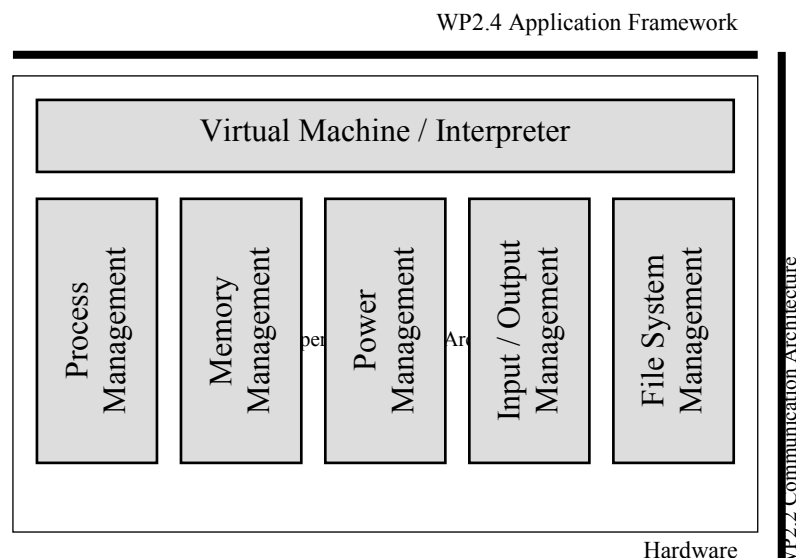 WP2.4 Application Framework
Virtual Machine / Interpreter
Process
Management
Memory
Management
Power
Management
Input / Output
Management
File System
Management
WP2.2 Communication Architecture
Hardware